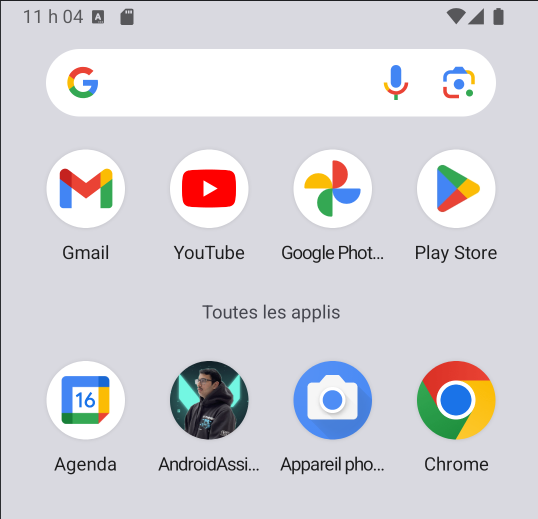 11 h 04 A
Gmail YouTube Google Phot... Play Store
Toutes les applis
16
Agenda AndroidAssi... Appareil pho... Chrome